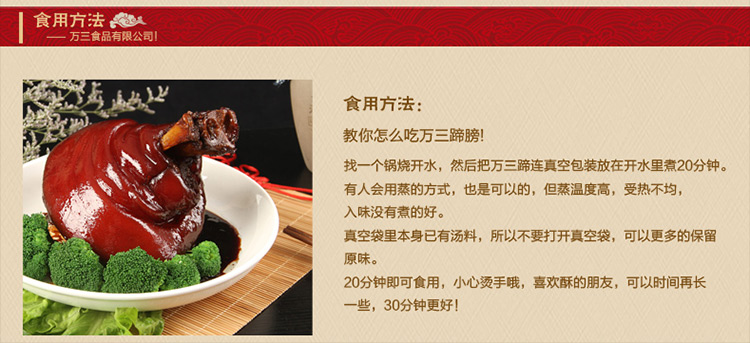 食用方法
—— 万三食品有限公司！
食用方法：
教你怎么吃万三蹄膀！
找一个锅烧开水，然后把万三蹄连真空包装放在开水里煮20分钟。
有人会用蒸的方式，也是可以的，但蒸温度高，受热不均，
入味没有煮的好。
真空袋里本身已有汤料，所以不要打开真空袋，可以更多的保留
原味。
20分钟即可食用，小心烫手哦，喜欢酥的朋友，可以时间再长
一些，30分钟更好！